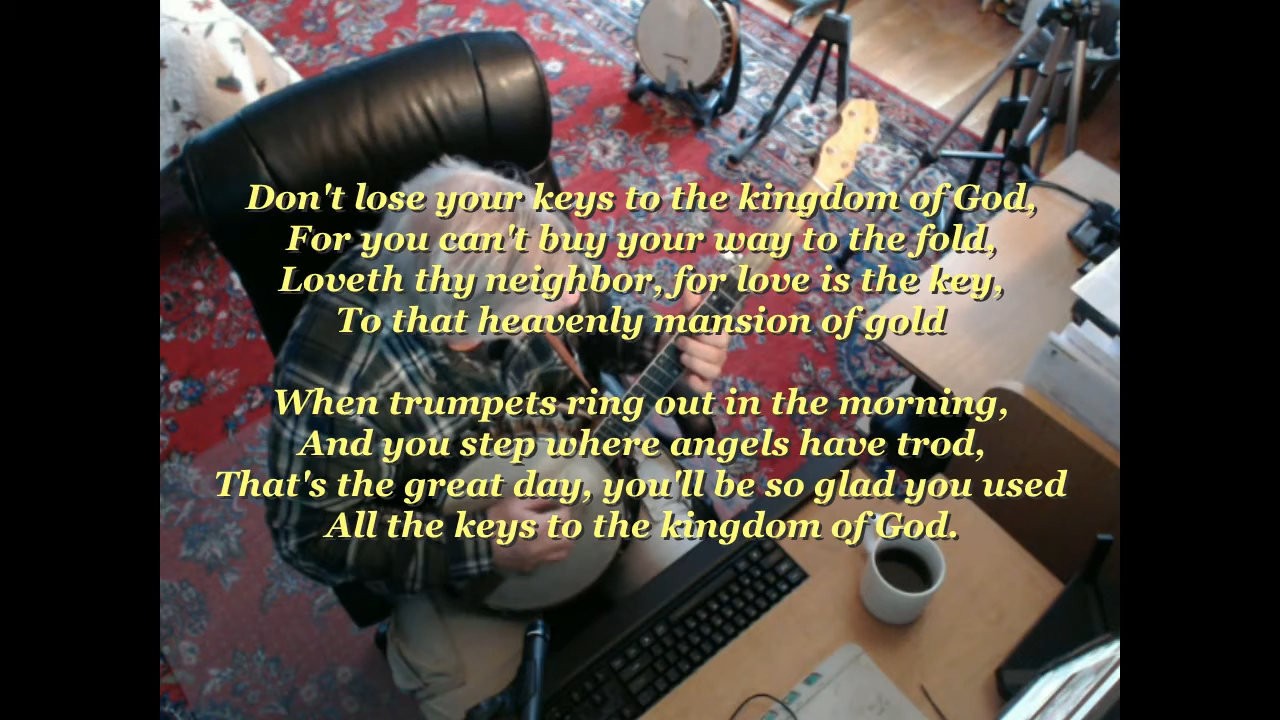 Don't lose your keys to the kingdom of God,
For you can't buy your way to the fold,
Loveth thy neighbor, for love is the key,
To that heavenly mansion of gold
When trumpets ring out in the morning,
And you step where angels have trod,
That's the great day, you'll be so glad you used
All the keys to the kingdom of God.